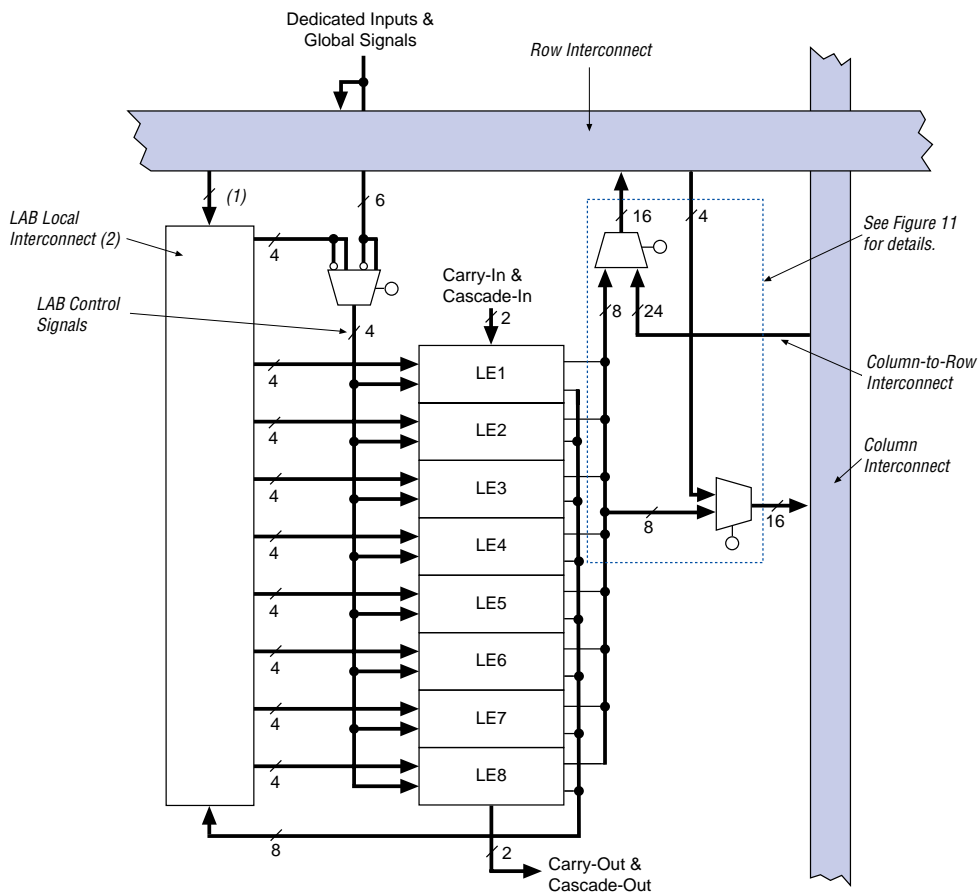 Dedicated Inputs &
Global Signals
Row Interconnect
(1)
6
16
4
LAB Local
Interconnect (2)
4
See Figure 11
for details.
Carry-In &
Cascade-In
LAB Control
Signals
4
2
8
24
Column-to-Row
Interconnect
LE1
4
LE2
4
Column
Interconnect
LE3
4
8
16
LE4
4
LE5
4
LE6
4
LE7
4
LE8
4
8
2
Carry-Out &
Cascade-Out